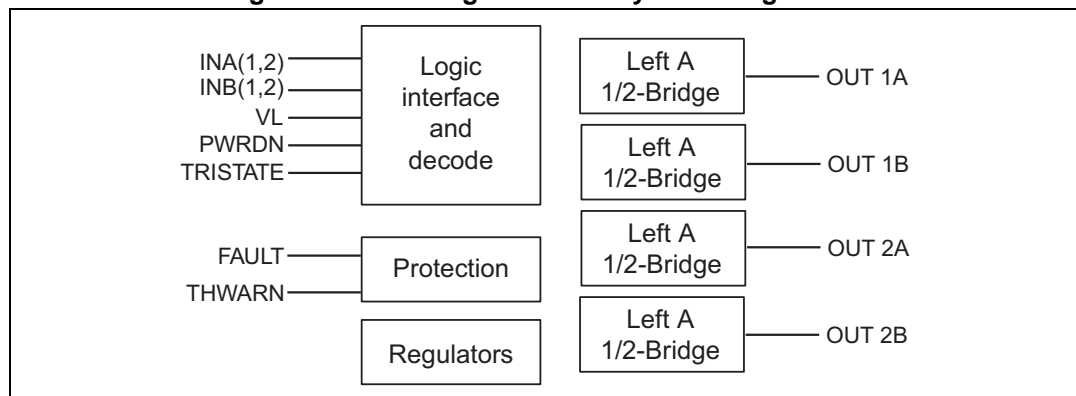 INA(1,2)
INB(1,2)
VL
PWRDN
TRISTATE
Logic
interface
and
decode
FAULT
THWARN
Protection
Regulators
Left A
1/2-Bridge
OUT 1A
Left A
1/2-Bridge
OUT 1B
Left A
1/2-Bridge
OUT 2A
Left A
1/2-Bridge
OUT 2B